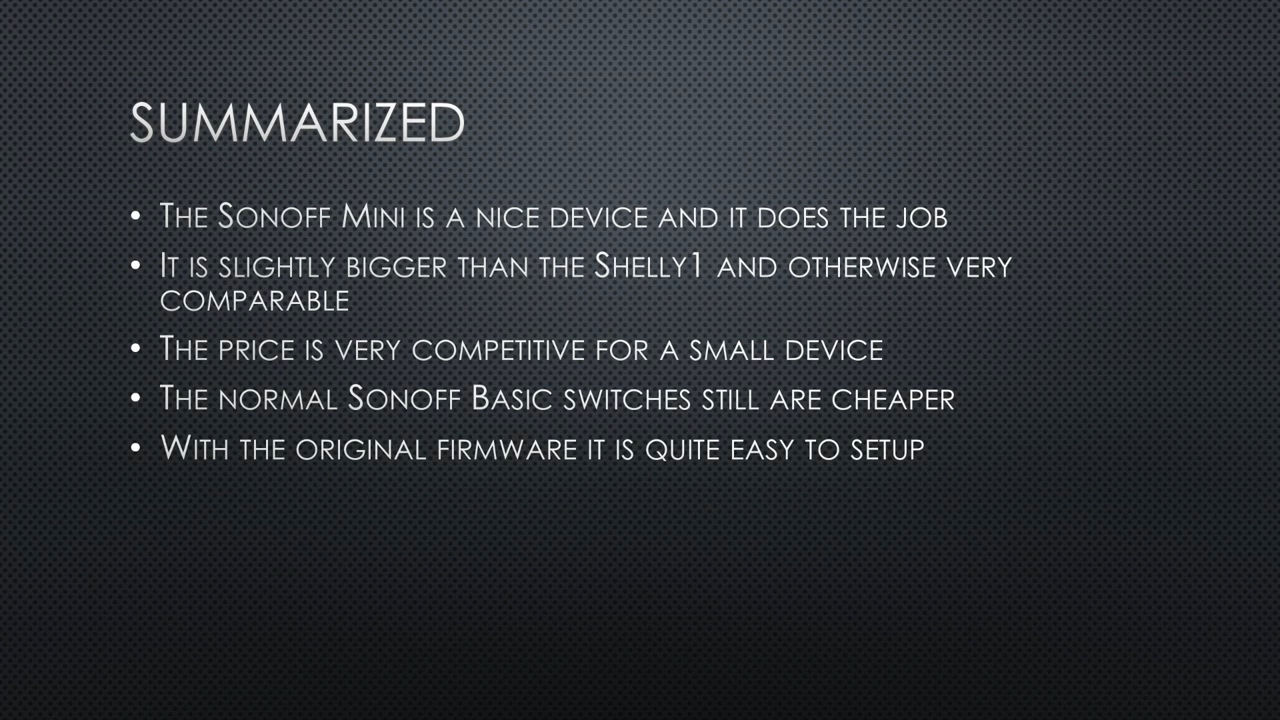 SUMMARIZED
• The Sonoff Mini is a nice device and it does the job
• It is slightly bigger than the Shelly1 and otherwise very
comparable
• The price is very competitive for a small device
• The normal Sonoff Basic switches still are cheaper
• With the original firmware it is quite easy to setup